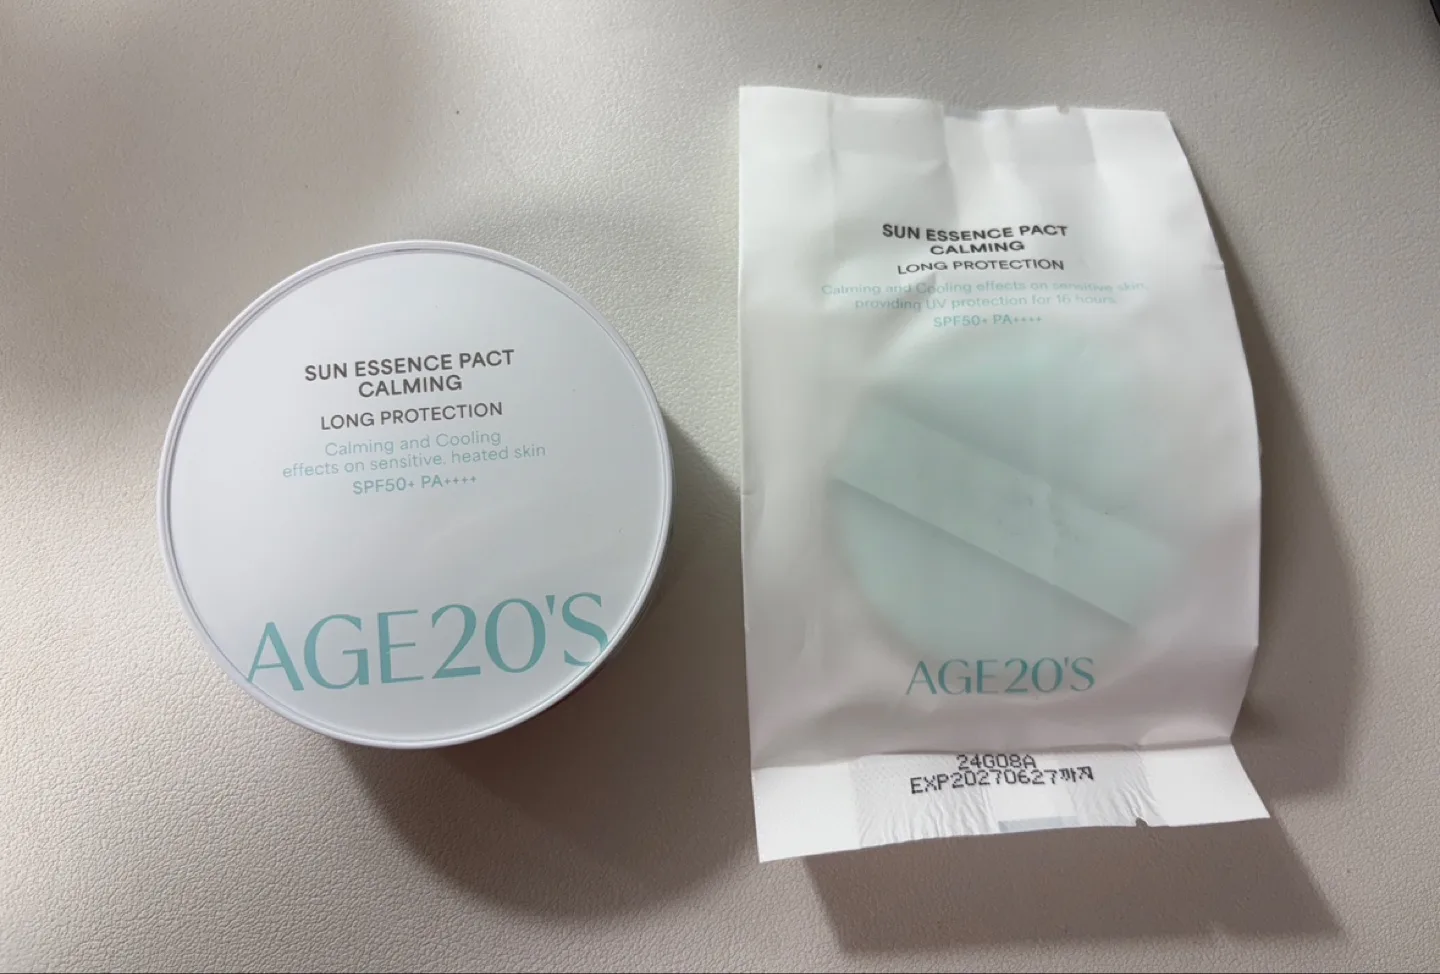 SUN ESSENCE PACT
CALMING
LONG PROTECTION
Calming and Cooling
effects on sensitive, heated skin
SPF50+ PA++++
AGE20'S
SUN ESSENCE PACT
CALMING
LONG PROTECTION
Calming and Cooling effects on sensitive skin,
providing UV protection for 16 hours.
SPF50+ PA++++
AGE20'S
24G08A
EXP20270627까지